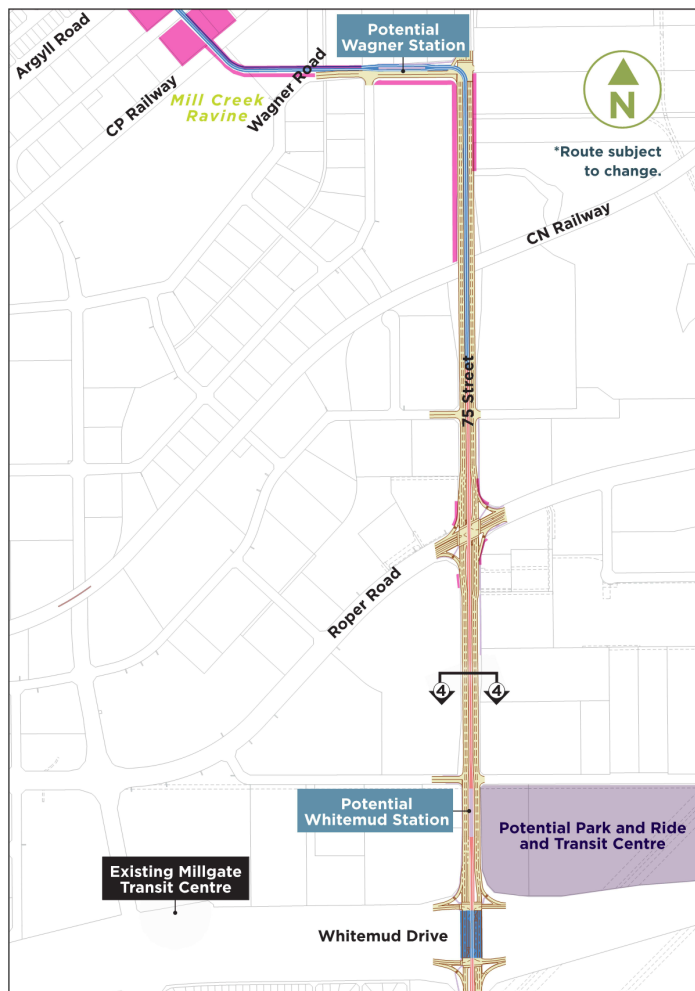 Argyll Road
Potential
Wagner Station
CP Railway
Mill Creek
Ravine
Wagner Road
N
*Route subject
to change.
CN Railway
75 Street
Roper Road
4
4
Potential
Whitemud Station
Potential Park and Ride
and Transit Centre
Existing Millgate
Transit Centre
Whitemud Drive